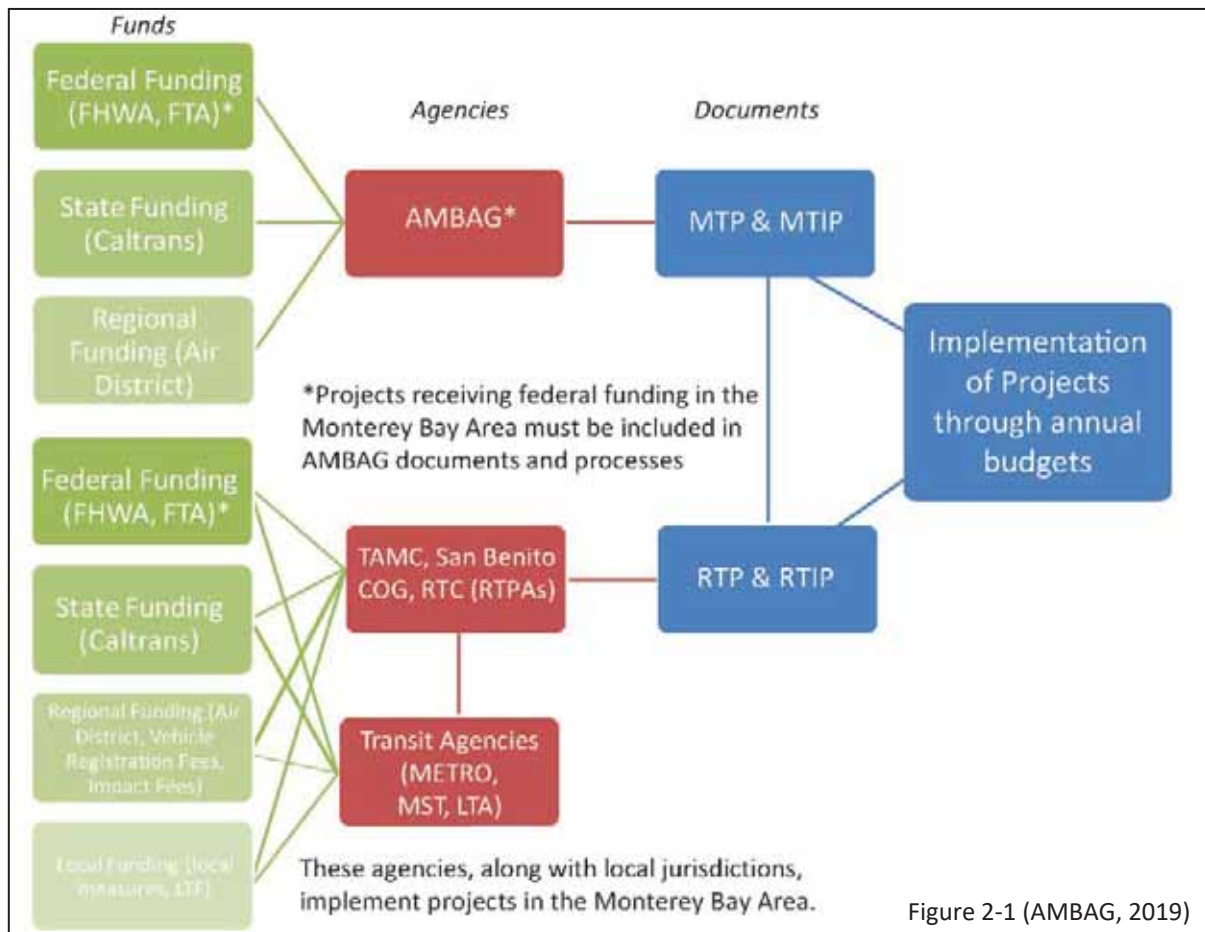 Funds
Federal Funding
(FHWA, FTA)*
State Funding
(Caltrans)
Regional
Funding (Air
District)
Federal Funding
(FHWA, FTA)*
State Funding
(Caltrans)
Regional Funding (Air
District, Vehicle
Registration Fees,
Impact Fees)
Local Funding (local
measures, LTF)
Agencies
AMBAG*
*Projects receiving federal funding in the
Monterey Bay Area must be included in
AMBAG documents and processes
TAMC, San Benito
COG, RTC (RTPAs)
Transit Agencies
(METRO,
MST, LTA)
These agencies, along with local jurisdictions,
implement projects in the Monterey Bay Area.
Documents
MTP & MTIP
RTP & RTIP
Implementation
of Projects
through annual
budgets
Figure 2-1 (AMBAG, 2019)